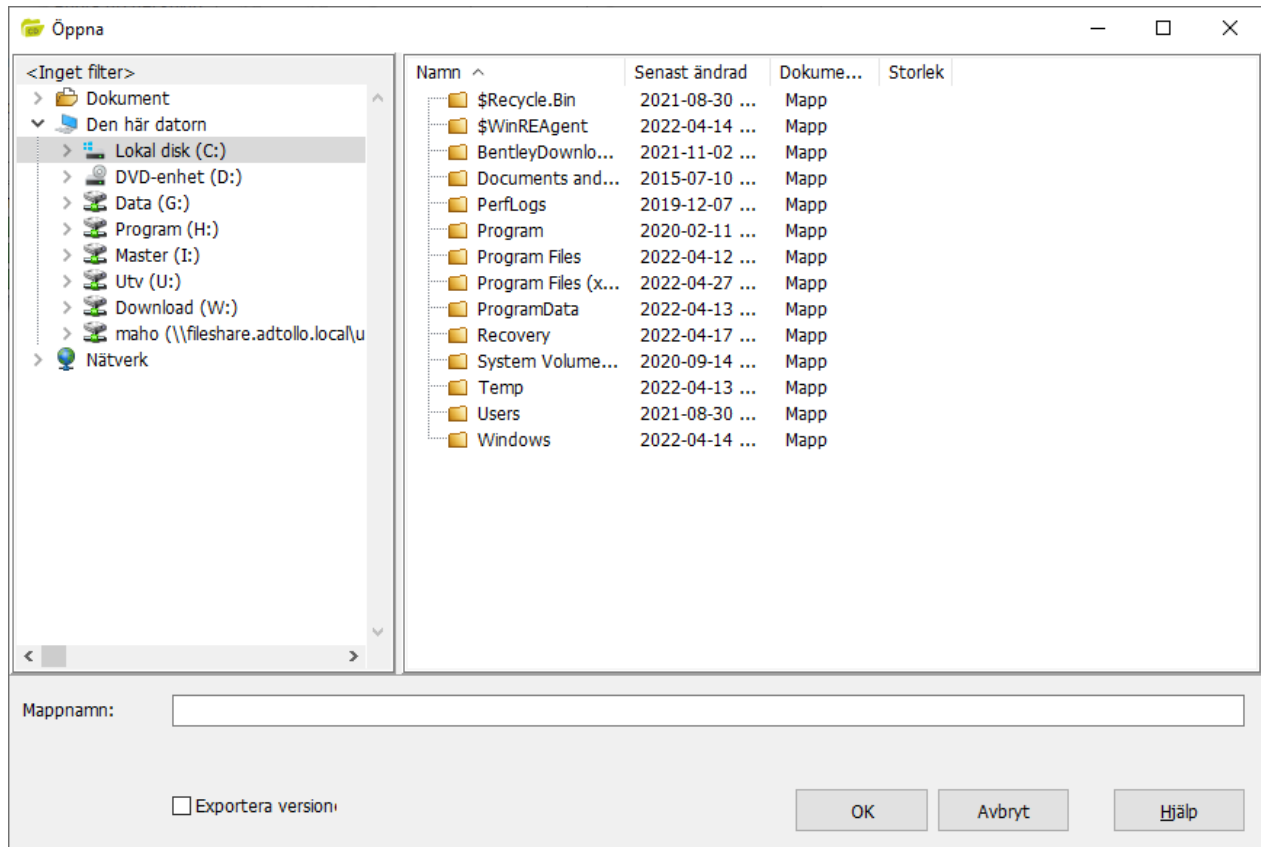 Öppna
<Inget filter>
Dokument
Den här datorn
Lokal disk (C:)
DVD-enhet (D:)
Data (G:)
Program (H:)
Master (I:)
Utv (U:)
Download (W:)
maho (\\fileshare.adtollo.local\u
Nätverk
Namn Senast ändrad Dokume... Storlek
$Recycle.Bin 2021-08-30 ... Mapp
$WinREAgent 2022-04-14 ... Mapp
BentleyDownlo... 2021-11-02 ... Mapp
Documents and... 2015-07-10 ... Mapp
PerfLogs 2019-12-07 ... Mapp
Program 2020-02-11 ... Mapp
Program Files 2022-04-12 ... Mapp
Program Files (x... 2022-04-27 ... Mapp
ProgramData 2022-04-13 ... Mapp
Recovery 2022-04-17 ... Mapp
System Volume... 2020-09-14 ... Mapp
Temp 2022-04-13 ... Mapp
Users 2021-08-30 ... Mapp
Windows 2022-04-14 ... Mapp
Mappnamn:
Exportera version
OK Avbryt Hjälp